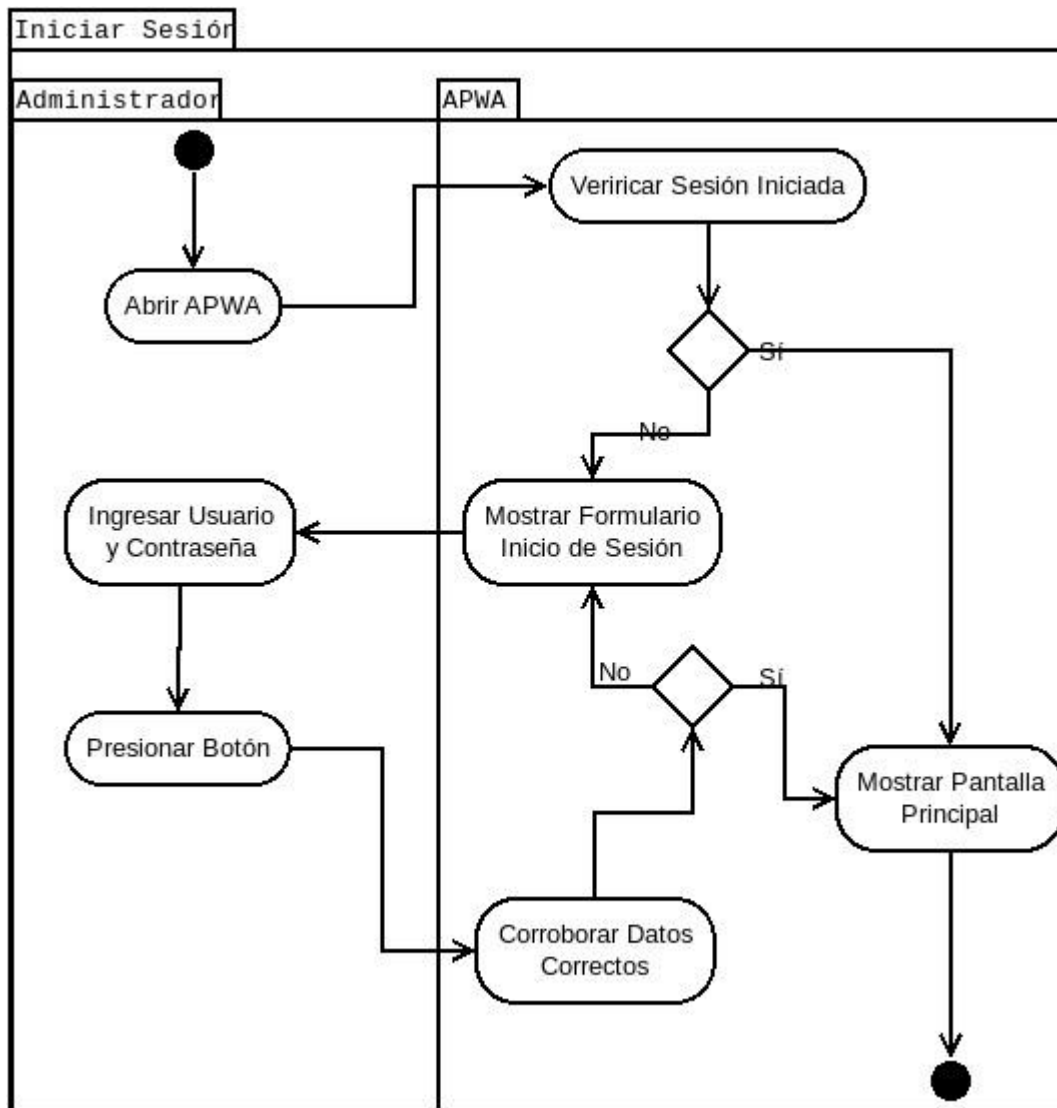 Iniciar Sesión
Administrador
APWA
Veriricar Sesión Iniciada
Abrir APWA
Sí
No
Ingresar Usuario
y Contraseña
Mostrar Formulario
Inicio de Sesión
No
Sí
Presionar Botón
Mostrar Pantalla
Principal
Corroborar Datos
Correctos